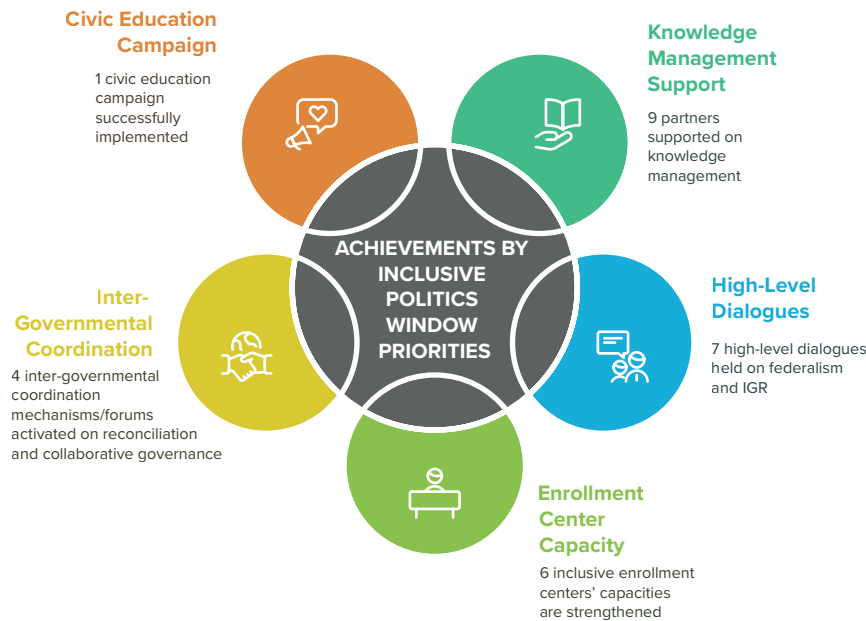 Civic Education
Campaign
1 civic education
campaign
successfully
implemented
Knowledge
Management
Support
9 partners
supported on
knowledge
management
ACHIEVEMENTS BY
INCLUSIVE
POLITICS
WINDOW
PRIORITIES
Inter-
Governmental
Coordination
4 inter-governmental
coordination
mechanisms/forums
activated on reconciliation
and collaborative governance
High-Level
Dialogues
7 high-level dialogues
held on federalism
and IGR
Enrollment
Center
Capacity
6 inclusive enrollment
centers’ capacities
are strengthened